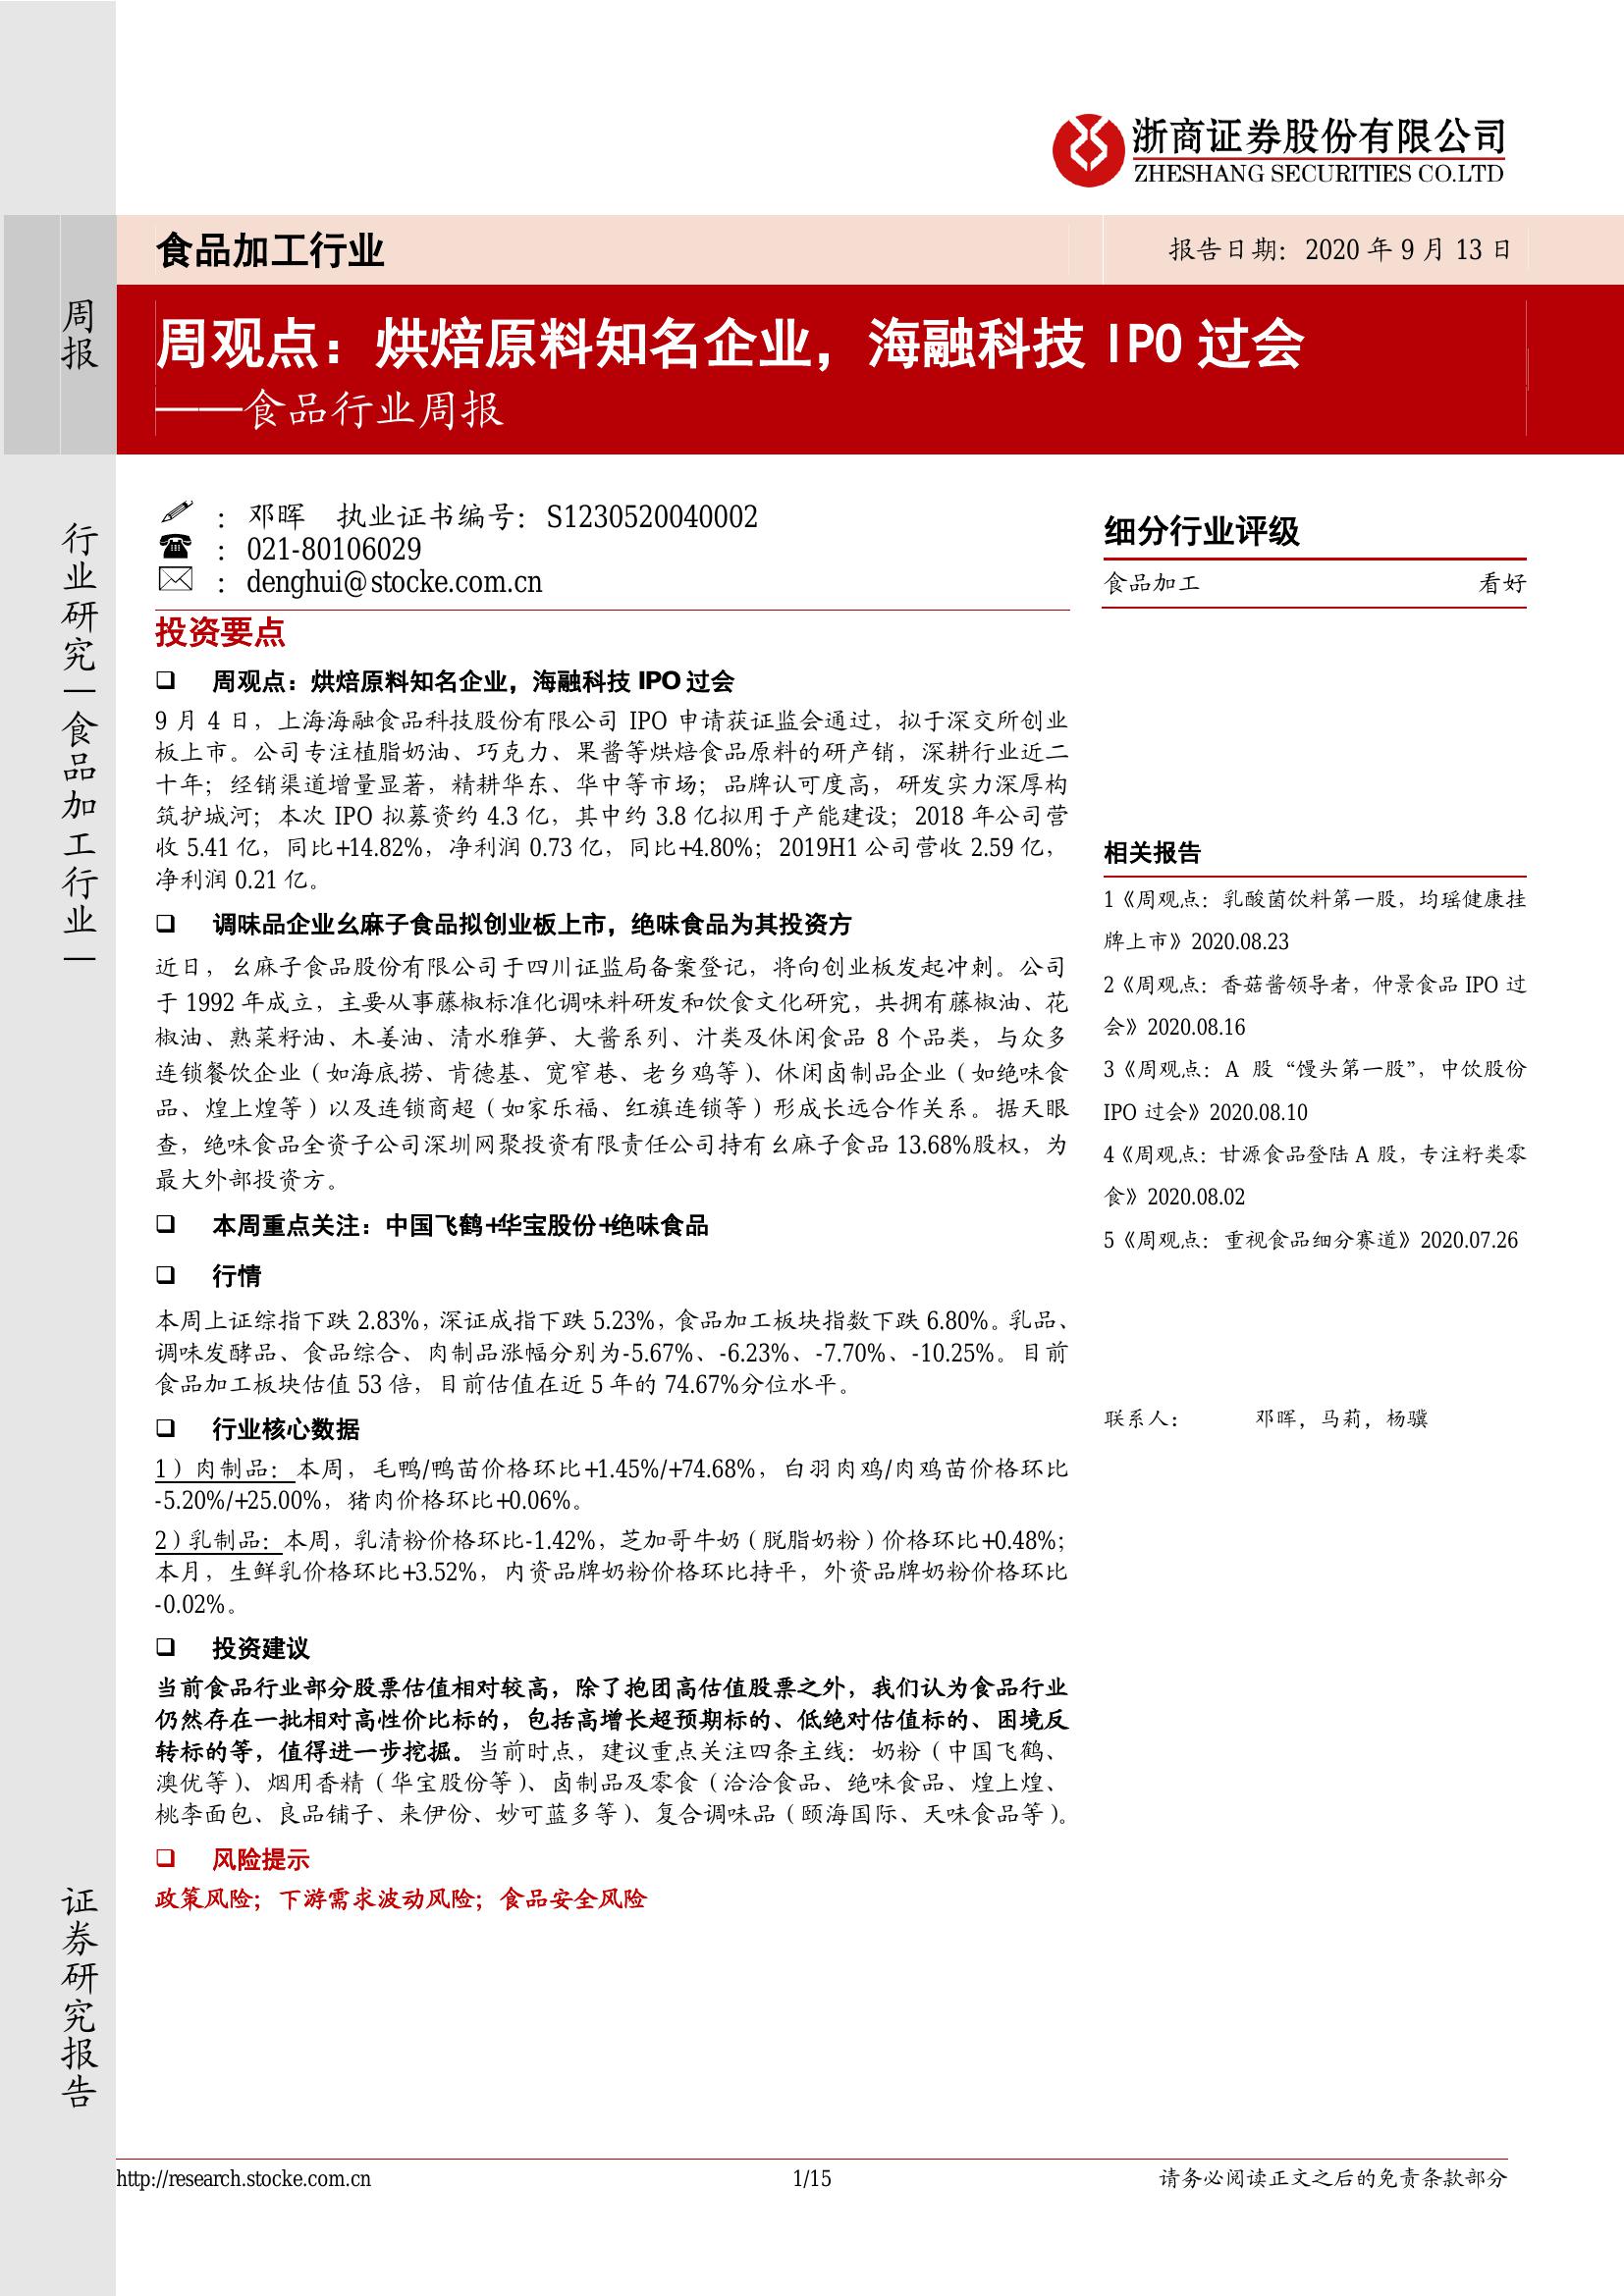 浙商证券股份有限公司
ZHESHANG SECURITIES CO.LTD
食品加工行业
报告日期：2020 年 9 月 13 日
周报
周观点：烘焙原料知名企业，海融科技 IPO 过会
——食品行业周报
行业研究—食品加工行业—
证券研究报告
： 邓晖 执业证书编号：S1230520040002
： 021-80106029
： denghui@stocke.com.cn
投资要点
❑ 周观点：烘焙原料知名企业，海融科技 IPO 过会
9 月 4 日，上海海融食品科技股份有限公司 IPO 申请获证监会通过，拟于深交所创业
板上市。公司专注植脂奶油、巧克力、果酱等烘焙食品原料的研产销，深耕行业近二
十年；经销渠道增量显著，精耕华东、华中等市场；品牌认可度高，研发实力深厚构
筑护城河；本次 IPO 拟募资约 4.3 亿，其中约 3.8 亿拟用于产能建设；2018 年公司营
收 5.41 亿，同比+14.82%，净利润 0.73 亿，同比+4.80%；2019H1 公司营收 2.59 亿，
净利润 0.21 亿。
❑ 调味品企业幺麻子食品拟创业板上市，绝味食品为其投资方
近日，幺麻子食品股份有限公司于四川证监局备案登记，将向创业板发起冲刺。公司
于 1992 年成立，主要从事藤椒标准化调味料研发和饮食文化研究，共拥有藤椒油、花
椒油、熟菜籽油、木姜油、清水雅笋、大酱系列、汁类及休闲食品 8 个品类，与众多
连锁餐饮企业（如海底捞、肯德基、宽窄巷、老乡鸡等）、休闲卤制品企业（如绝味食
品、煌上煌等）以及连锁商超（如家乐福、红旗连锁等）形成长远合作关系。据天眼
查，绝味食品全资子公司深圳网聚投资有限责任公司持有幺麻子食品 13.68%股权，为
最大外部投资方。
❑ 本周重点关注：中国飞鹤+华宝股份+绝味食品
❑ 行情
本周上证综指下跌 2.83%，深证成指下跌 5.23%，食品加工板块指数下跌 6.80%。乳品、
调味发酵品、食品综合、肉制品涨幅分别为-5.67%、-6.23%、-7.70%、-10.25%。目前
食品加工板块估值 53 倍，目前估值在近 5 年的 74.67%分位水平。
❑ 行业核心数据
1）肉制品：本周，毛鸭/鸭苗价格环比+1.45%/+74.68%，白羽肉鸡/肉鸡苗价格环比
-5.20%/+25.00%，猪肉价格环比+0.06%。
2）乳制品：本周，乳清粉价格环比-1.42%，芝加哥牛奶（脱脂奶粉）价格环比+0.48%；
本月，生鲜乳价格环比+3.52%，内资品牌奶粉价格环比持平，外资品牌奶粉价格环比
-0.02%。
❑ 投资建议
当前食品行业部分股票估值相对较高，除了抱团高估值股票之外，我们认为食品行业
仍然存在一批相对高性价比标的，包括高增长超预期标的、低绝对估值标的、困境反
转标的等，值得进一步挖掘。当前时点，建议重点关注四条主线：奶粉（中国飞鹤、
澳优等）、烟用香精（华宝股份等）、卤制品及零食（洽洽食品、绝味食品、煌上煌、
桃李面包、良品铺子、来伊份、妙可蓝多等）、复合调味品（颐海国际、天味食品等）。
❑ 风险提示
政策风险；下游需求波动风险；食品安全风险
细分行业评级
食品加工 看好
相关报告
1《周观点：乳酸菌饮料第一股，均瑶健康挂
牌上市》2020.08.23
2《周观点：香菇酱领导者，仲景食品 IPO 过
会》2020.08.16
3《周观点：A 股“馒头第一股”，中饮股份
IPO 过会》2020.08.10
4《周观点：甘源食品登陆 A 股，专注籽类零
食》2020.08.02
5《周观点：重视食品细分赛道》2020.07.26
联系人： 邓晖，马莉，杨骥
http://research.stocke.com.cn
1/15
请务必阅读正文之后的免责条款部分